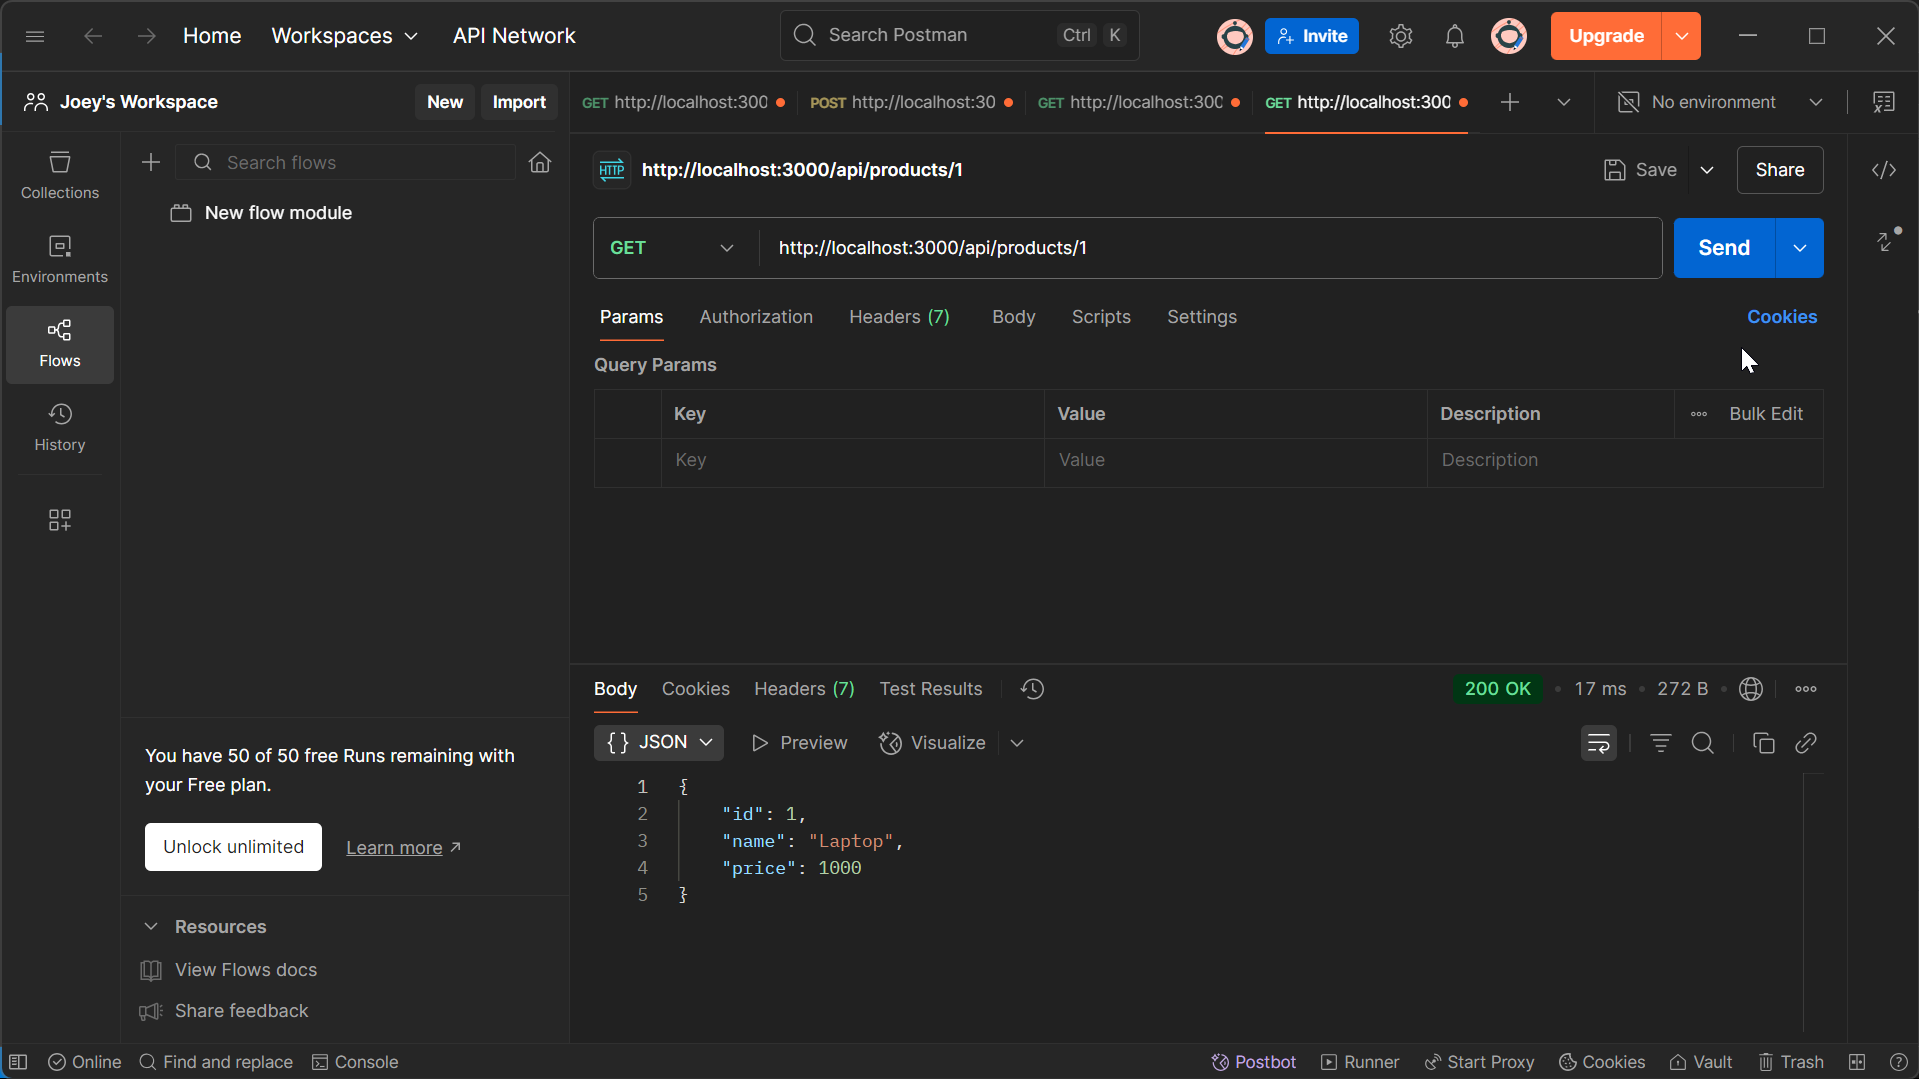 Home Workspaces API Network Search Postman Ctrl K Invite Upgrade
Joey's Workspace New Import
GET http://localhost:300 POST http://localhost:30 GET http://localhost:300 GET http://localhost:300 No environment
Collections
Environments
Flows
History
Search flows
New flow module
You have 50 of 50 free Runs remaining with
your Free plan.
Unlock unlimited Learn more
Resources
View Flows docs
Share feedback
HTTP http://localhost:3000/api/products/1 Save Share
GET http://localhost:3000/api/products/1 Send
Params Authorization Headers (7) Body Scripts Settings Cookies
Query Params
Key Value Description Bulk Edit
Key Value Description
Body Cookies Headers (7) Test Results 200 OK 17 ms 272 B
{} JSON Preview Visualize
1 {
2 "id": 1,
3 "name": "Laptop",
4 "price": 1000
5 }
Online Find and replace Console Postbot Runner Start Proxy Cookies Vault Trash